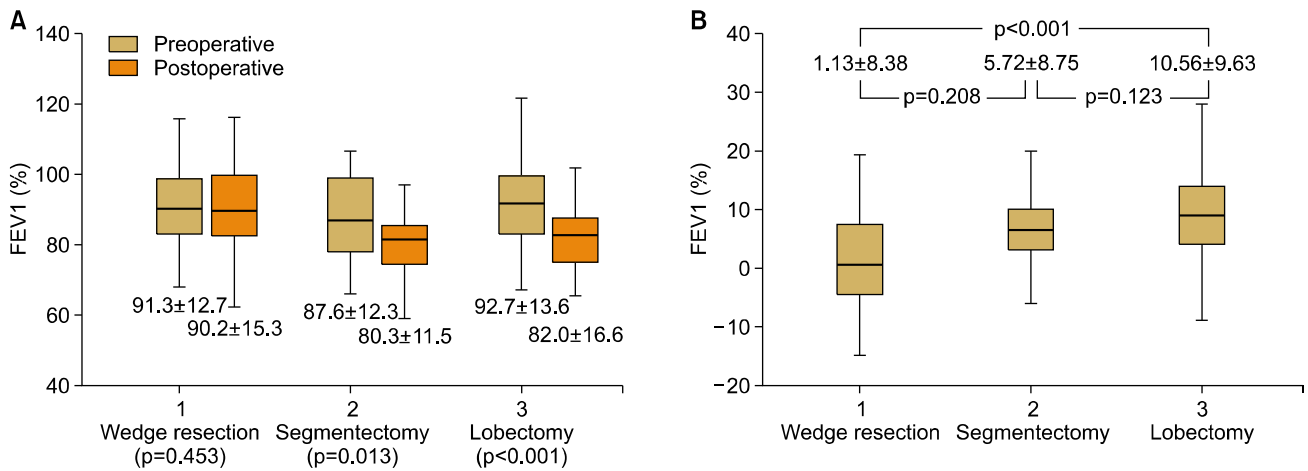 A
140
120
100
80
60
40
FEV1 (%)
Preoperative
Postoperative
91.3±12.7
90.2±15.3
87.6±12.3
80.3±11.5
92.7±13.6
82.0±16.6
1
2
3
Wedge resection
Segmentectomy
Lobectomy
(p=0.453)
(p=0.013)
(p<0.001)
B
40
30
20
10
0
−10
−20
FEV1 (%)
p<0.001
1.13±8.38
5.72±8.75
10.56±9.63
p=0.208
p=0.123
1
2
3
Wedge resection
Segmentectomy
Lobectomy